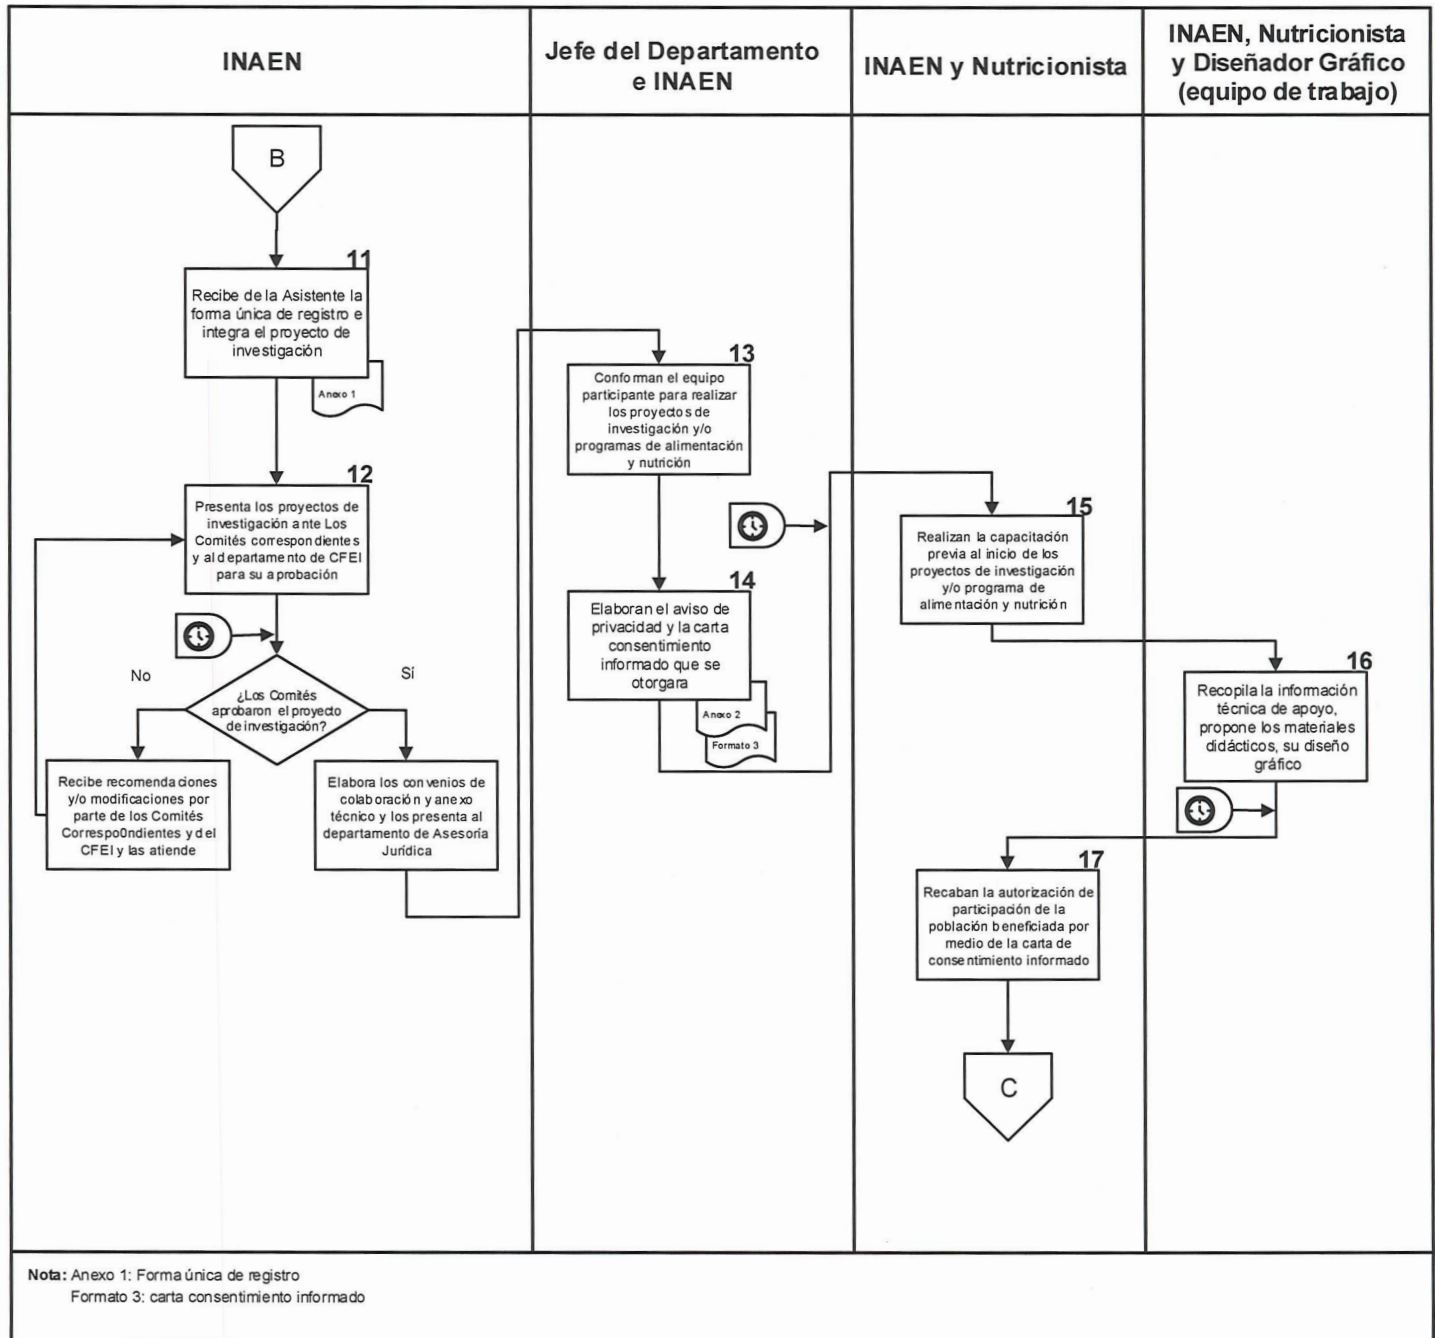 INAEN
Jefe del Departamento
e INAEN
INAEN y Nutricionista
INAEN, Nutricionista
y Diseñador Gráfico
(equipo de trabajo)
B
11
Recibe de la Asistente la
forma única de registro e
integra el proyecto de
investigación
Anexo 1
12
Presenta los proyectos de
investigación ante Los
Comités correspondientes
y al departamento de CFEI
para su aprobación
No
Sí
¿Los Comités
aprobaron el proyecto
de investigación?
Recibe recomendaciones
y/o modificaciones por
parte de los Comités
Correspo0ndientes y del
CFEI y las atiende
Elabora los convenios de
colaboración y anexo
técnico y los presenta al
departamento de Asesoría
Jurídica
13
Conforman el equipo
participante para realizar
los proyectos de
investigación y/o
programas de alimentación
y nutrición
14
Elaboran el aviso de
privacidad y la carta
consentimiento
informado que se
otorgara
Anexo 2
Formato 3
15
Realizan la capacitación
previa al inicio de los
proyectos de investigación
y/o programa de
alimentación y nutrición
16
Recopila la información
técnica de apoyo,
propone los materiales
didácticos, su diseño
gráfico
17
Recaban la autorización de
participación de la
población beneficiada por
medio de la carta de
consentimiento informado
C
Nota: Anexo 1: Forma única de registro
Formato 3: carta consentimiento informado